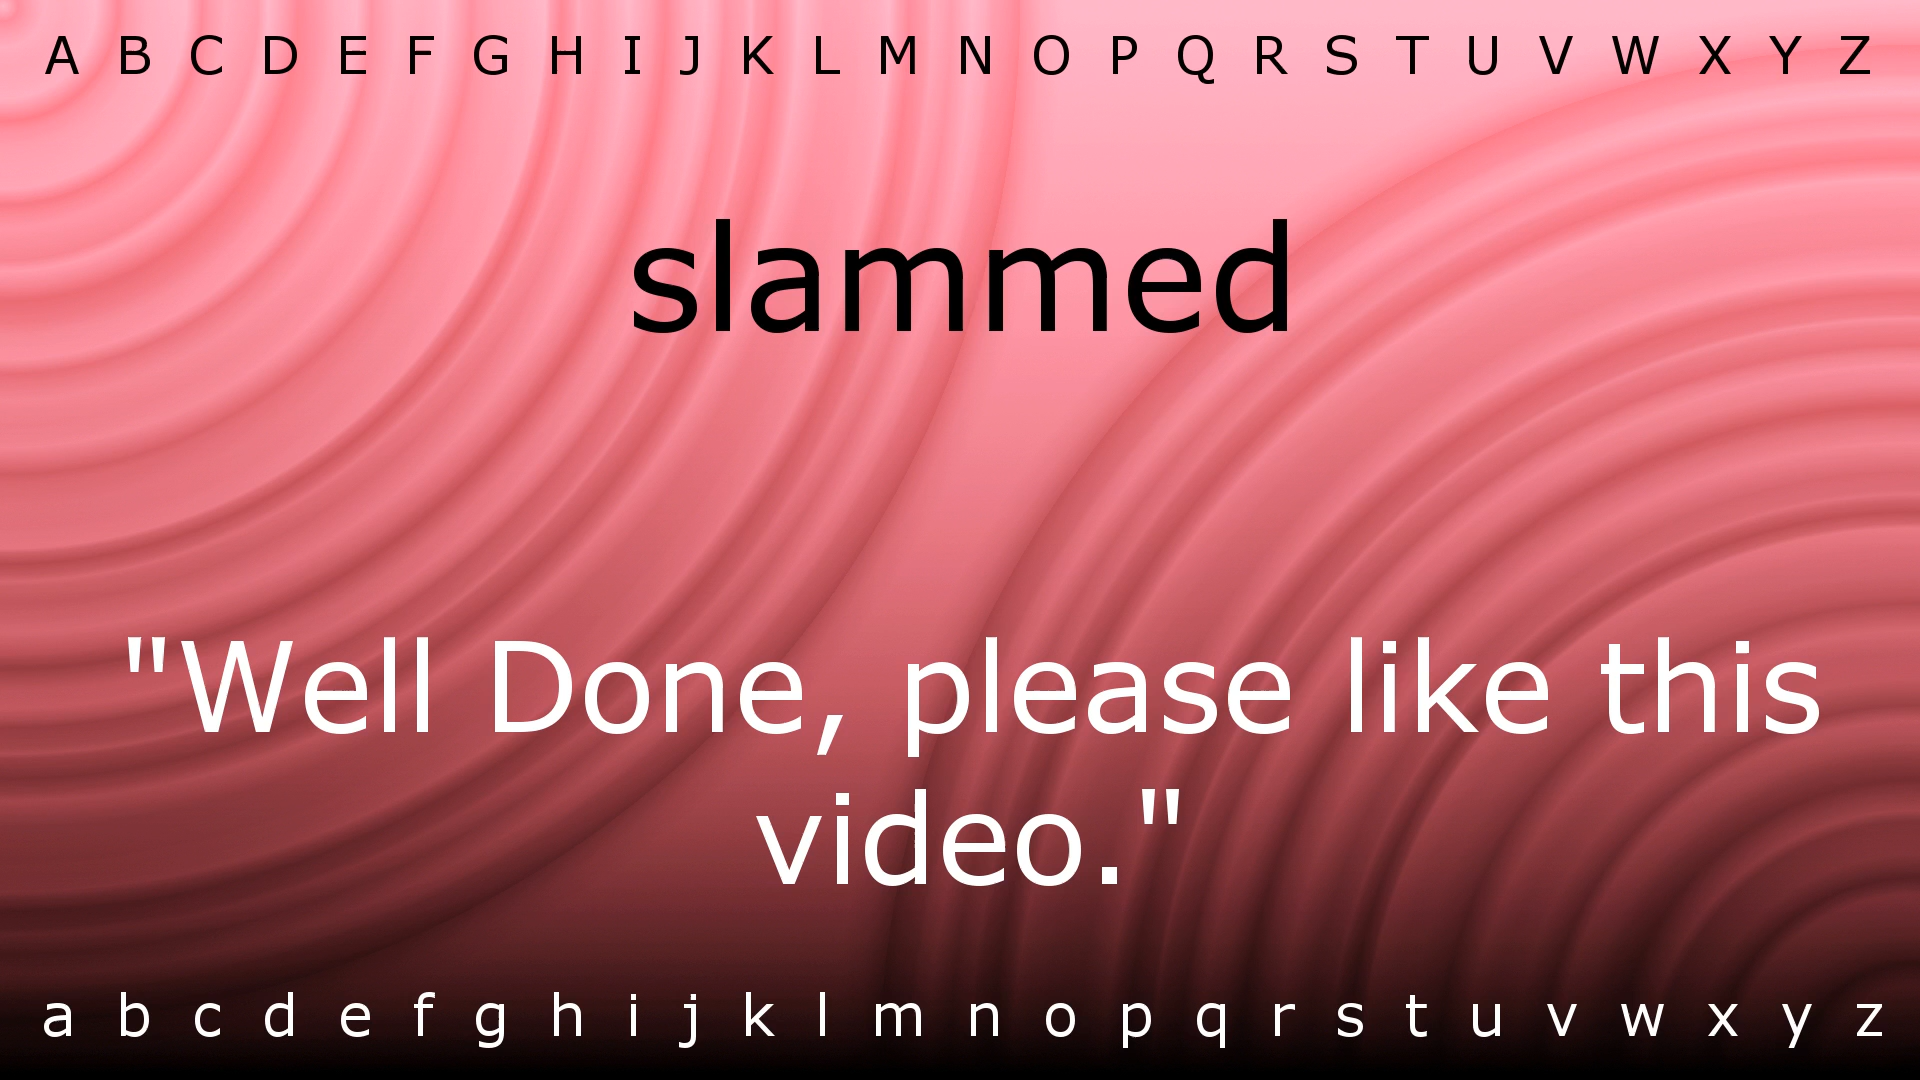 A B C D E F G H I J K L M N O P Q R S T U V W X Y Z
slammed
"Well Done, please like this
video."
a b c d e f g h i j k l m n o p q r s t u v w x y z